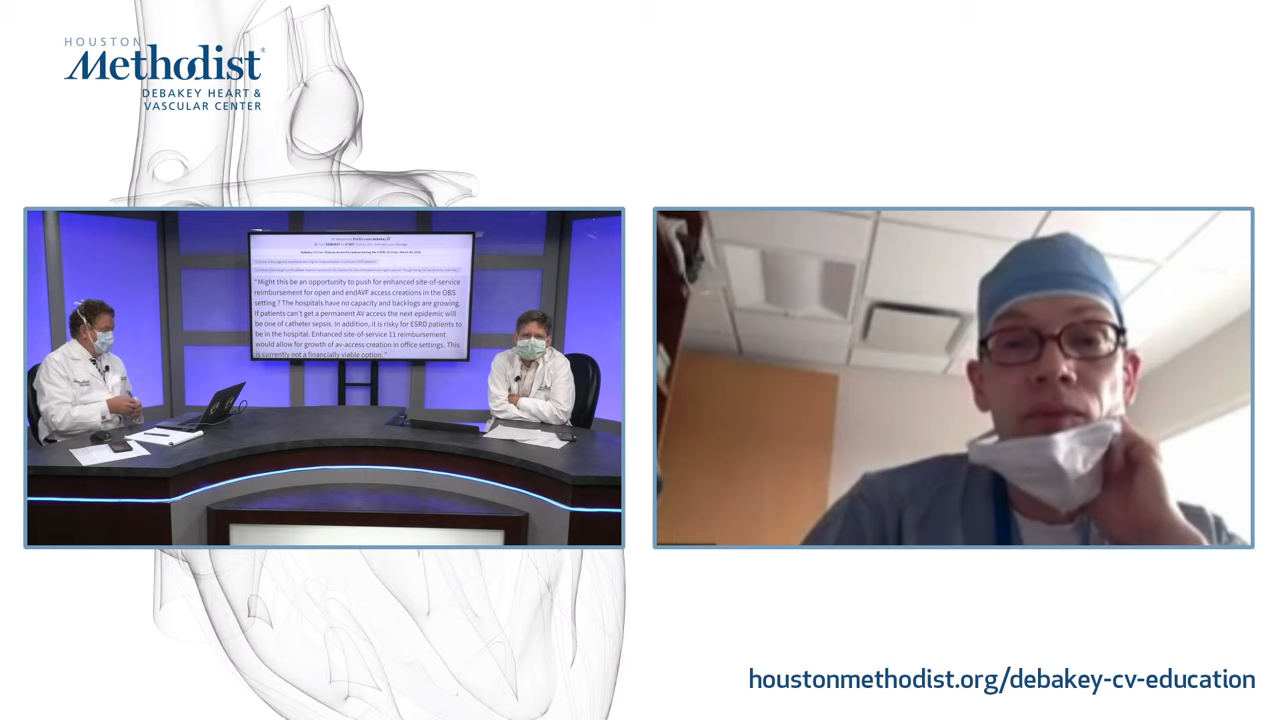 HOUSTON
Methodist®
DEBAKEY HEART &
VASCULAR CENTER
"Might this be an opportunity to push for enhanced site-of-service
reimbursement for open and endAVF access creations in the OBS
setting ? The hospitals have no capacity and backlogs are growing.
If patients can't get a permanent AV access the next epidemic will
be one of catheter sepsis. In addition, it is risky for ESRD patients to
be in the hospital. Enhanced site-of-service 11 reimbursement
would allow for growth of av-access creation in office settings. This
is currently not a financially viable option."
houstonmethodist.org/debakey-cv-education